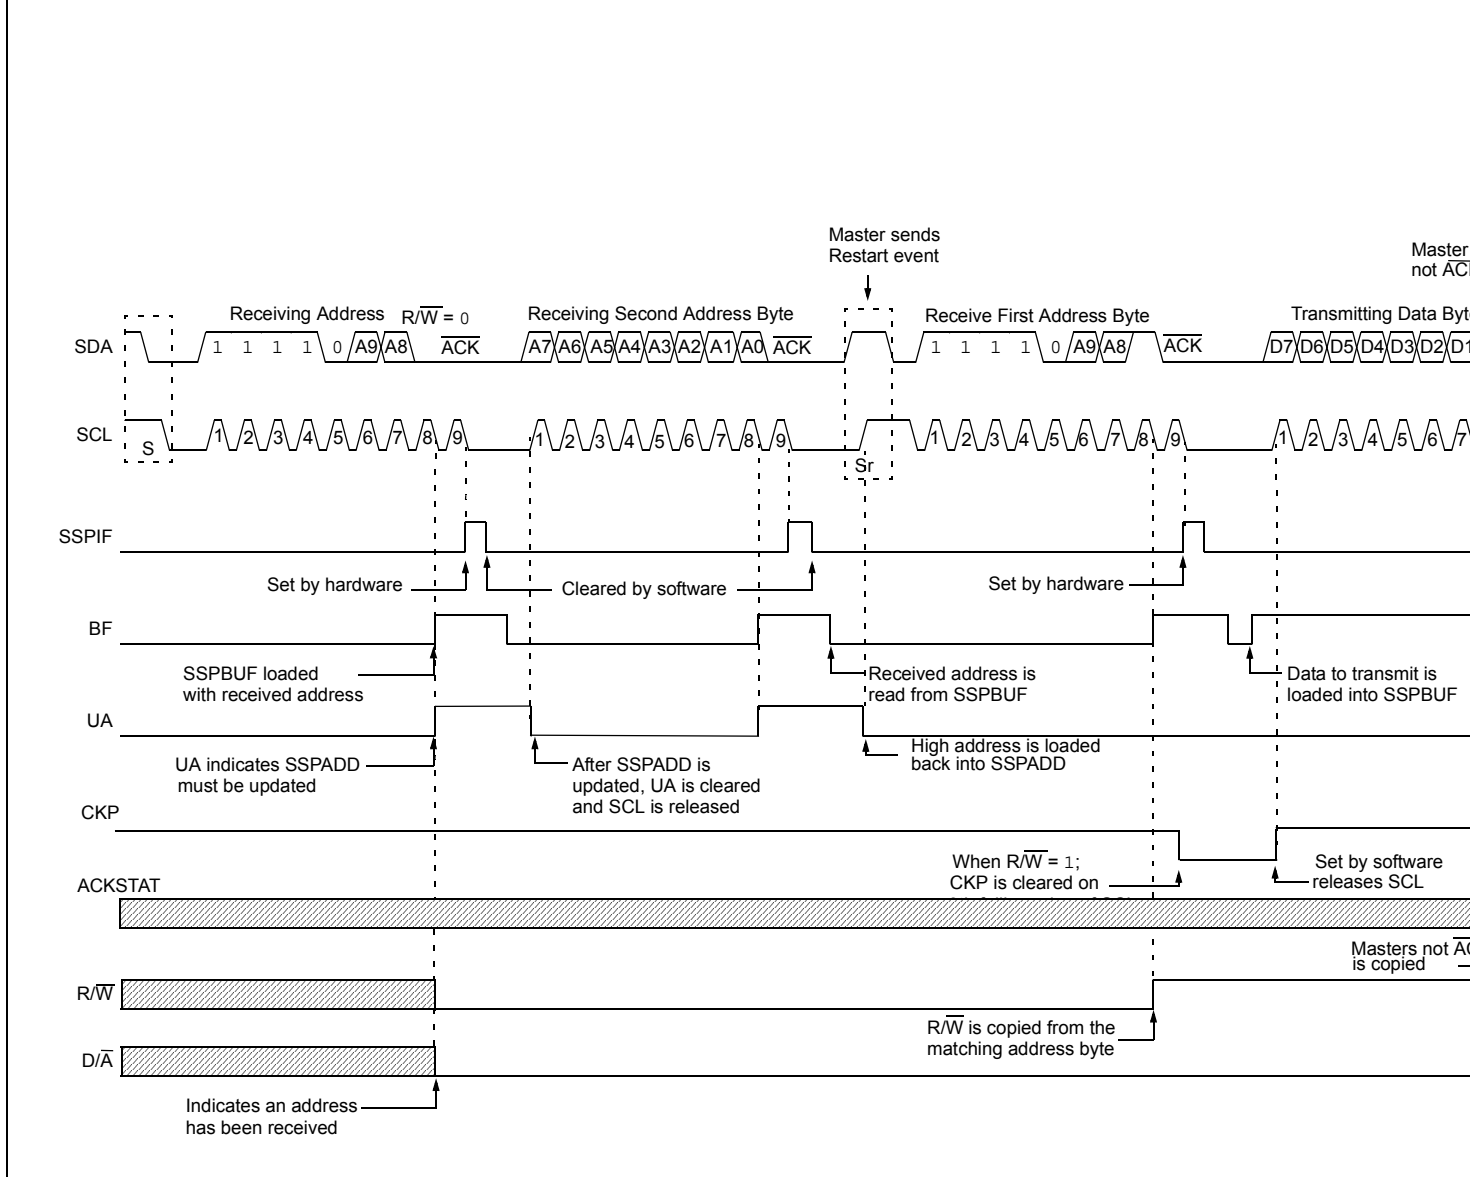 Master sends
Restart event
Master
not
Receiving Address R/W = 0
Receiving Second Address Byte
Receive First Address Byte
Transmitting Data
SDA
1 1 1 1 0 A9 A8 ACK
A7 A6 A5 A4 A3 A2 A1 A0 ACK
1 1 1 1 0 A9 A8 ACK
D7 D6 D5 D4 D3 D2 D1
SCL
S
1 2 3 4 5 6 7 8 9
1 2 3 4 5 6 7 8 9
Sr
1 2 3 4 5 6 7 8 9
1 2 3 4 5 6 7
SSPIF
Set by hardware
Cleared by software
Set by hardware
BF
SSPBUF loaded
with received address
Received address is
read from SSPBUF
Data to transmit is
loaded into SSPBUF
UA
UA indicates SSPADD
must be updated
After SSPADD is
updated, UA is cleared
and SCL is released
High address is loaded
back into SSPADD
CKP
When R/W = 1;
CKP is cleared on
Set by software
releases SCL
ACKSTAT
Masters not
is copied
R/W
R/W is copied from the
matching address byte
D/A
Indicates an address
has been received